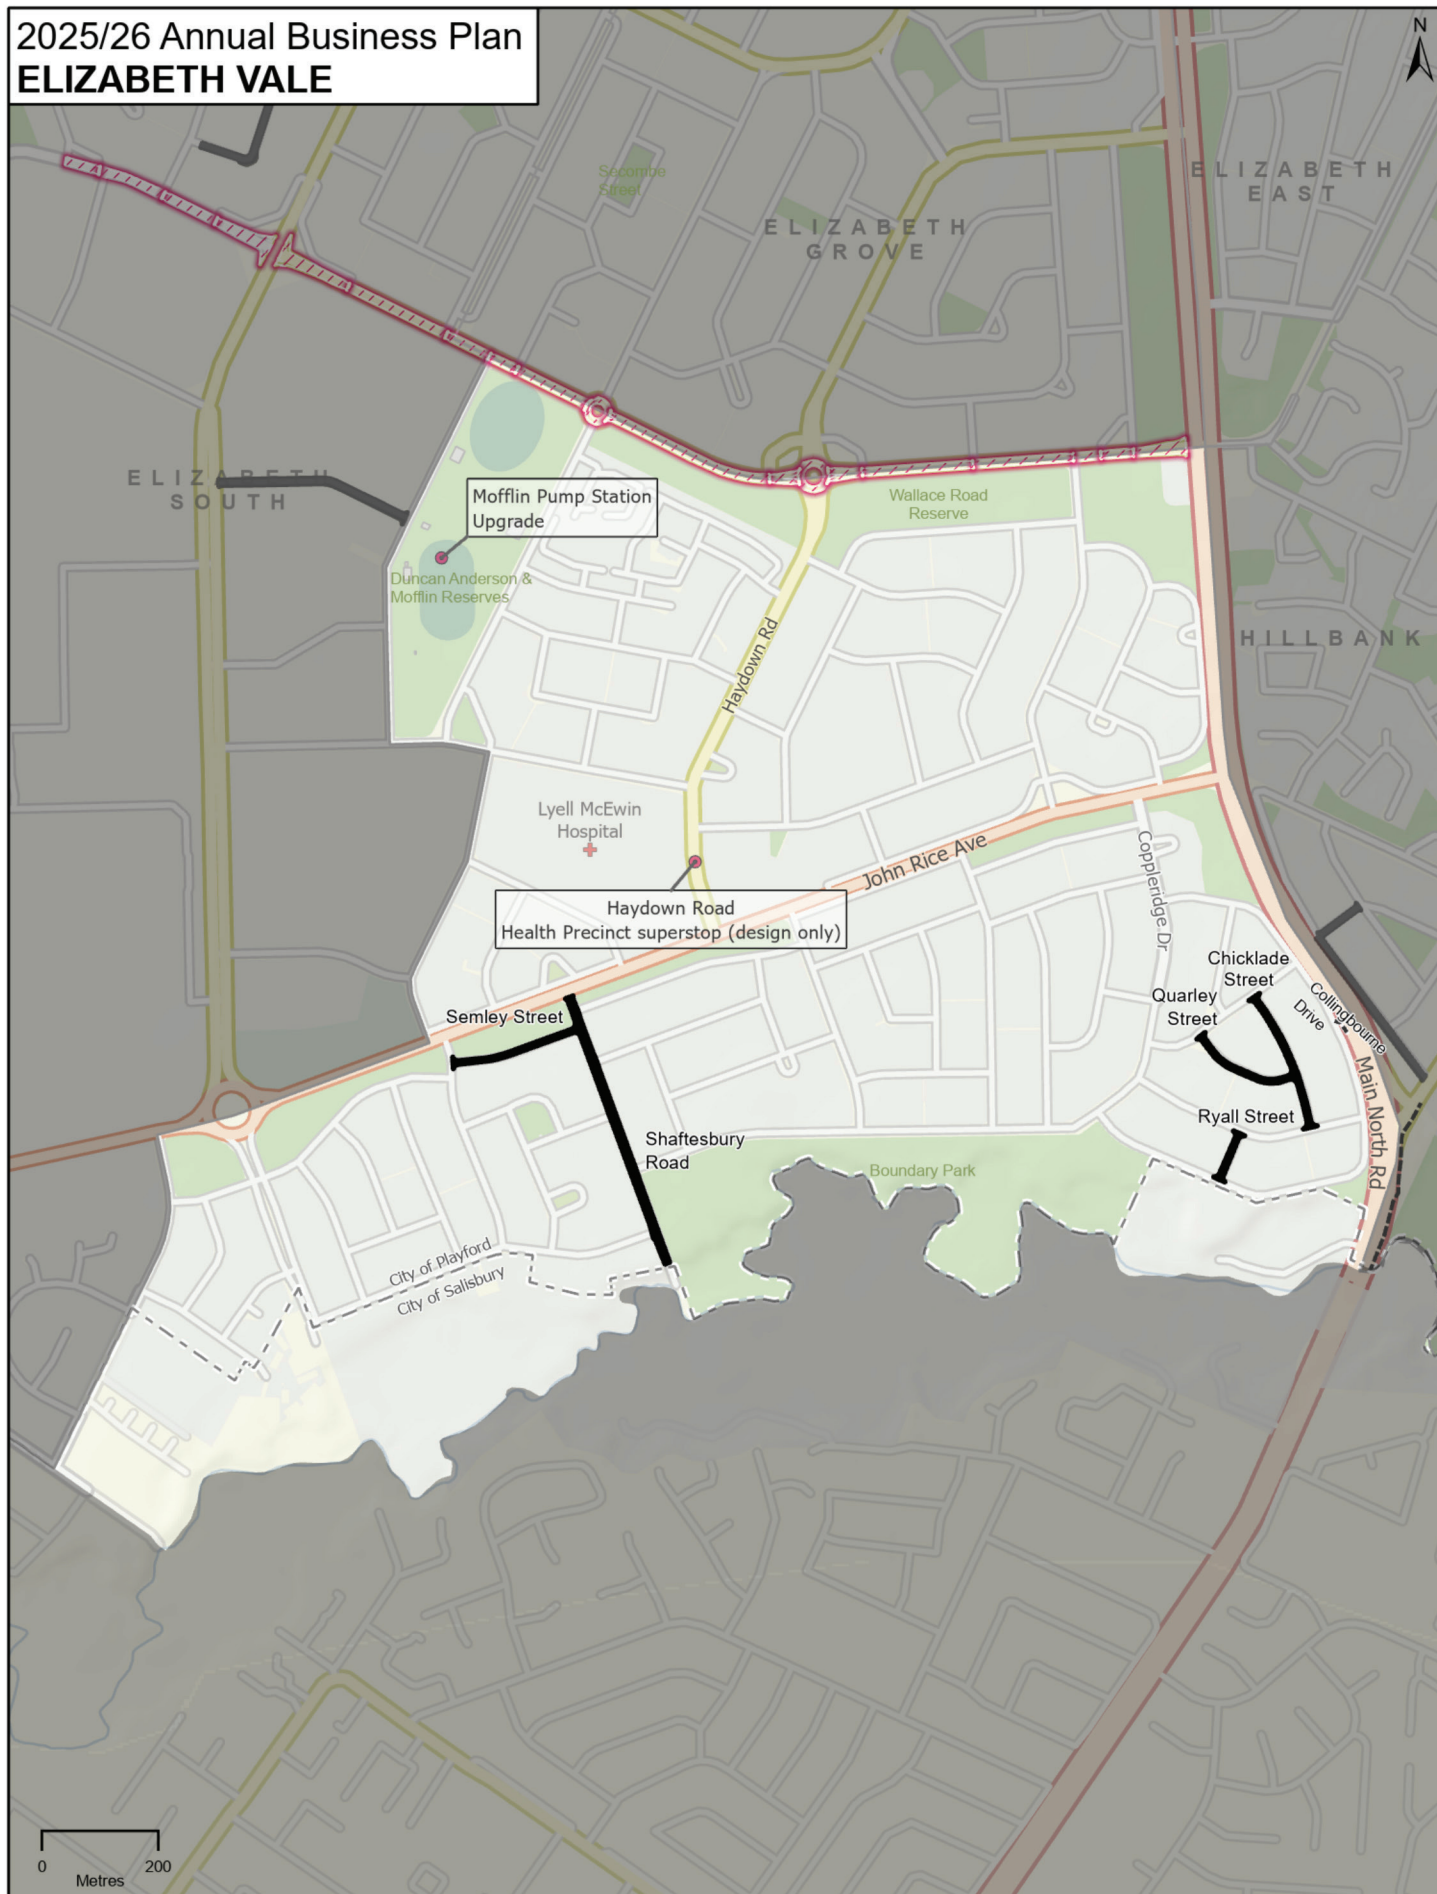 2025/26 Annual Business Plan
ELIZABETH VALE
N
Secombe
Street
ELIZABETH
EAST
ELIZABETH
GROVE
ELIZABETH
SOUTH
Mofflin Pump Station
Upgrade
Wallace Road
Reserve
Duncan Anderson &
Mofflin Reserves
HILLBANK
Haydown Rd
Lyell McEwin
Hospital
John Rice Ave
Coppleridge Dr
Haydown Road
Health Precinct superstop (design only)
Chicklade
Street
Quarley
Street
Collingbourne
Drive
Semley Street
Main North Rd
Ryall Street
Shaftesbury
Road
Boundary Park
City of Playford
City of Salisbury
0
200
Metres